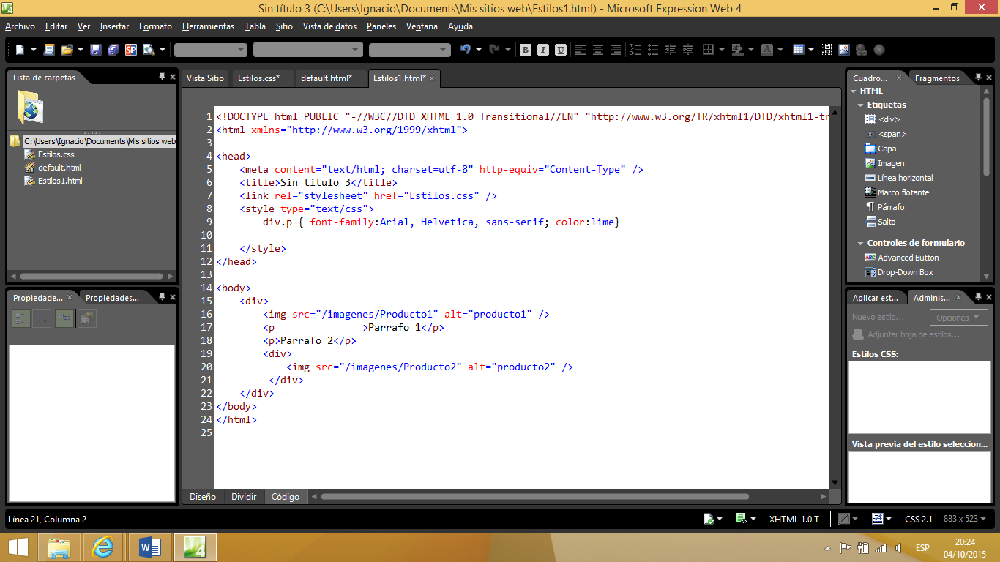 Sin título 3 (C:\Users\Ignacio\Documents\Mis sitios web\Estilos1.html) - Microsoft Expression Web 4
Archivo Editar Ver Insertar Formato Herramientas Tabla Sitio Vista de datos Paneles Ventana Ayuda
SP B I U A
Lista de carpetas
C:\Users\Ignacio\Documents\Mis sitios web
Estilos.css
default.html
Estilos1.html
Propiedade... Propiedades...
Vista Sitio Estilos.css* default.html* Estilos1.html*
1 <!DOCTYPE html PUBLIC "-//W3C//DTD XHTML 1.0 Transitional//EN" "http://www.w3.org/TR/xhtml1/DTD/xhtml1-tr
2 <html xmlns="http://www.w3.org/1999/xhtml">
3
4 <head>
5 <meta content="text/html; charset=utf-8" http-equiv="Content-Type" />
6 <title>Sin título 3</title>
7 <link rel="stylesheet" href="Estilos.css" />
8 <style type="text/css">
9 div.p { font-family:Arial, Helvetica, sans-serif; color:lime}
10
11 </style>
12 </head>
13
14 <body>
15 <div>
16 <img src="/imagenes/Producto1" alt="producto1" />
17 <p >Parrafo 1</p>
18 <p>Parrafo 2</p>
19 <div>
20 <img src="/imagenes/Producto2" alt="producto2" />
21 </div>
22 </div>
23 </body>
24 </html>
25
Diseño Dividir Código
Cuadro... Fragmentos
HTML
Etiquetas
<div>
<span>
Capa
Imagen
Línea horizontal
Marco flotante
Párrafo
Salto
Controles de formulario
ABC Advanced Button
Drop-Down Box
Aplicar est... Adminis...
Nuevo estilo... Opciones
Adjuntar hoja de estilos...
Estilos CSS:
Vista previa del estilo seleccion...
Línea 21, Columna 2 XHTML 1.0 T CSS 2.1 883 x 523
ESP
20:24
04/10/2015